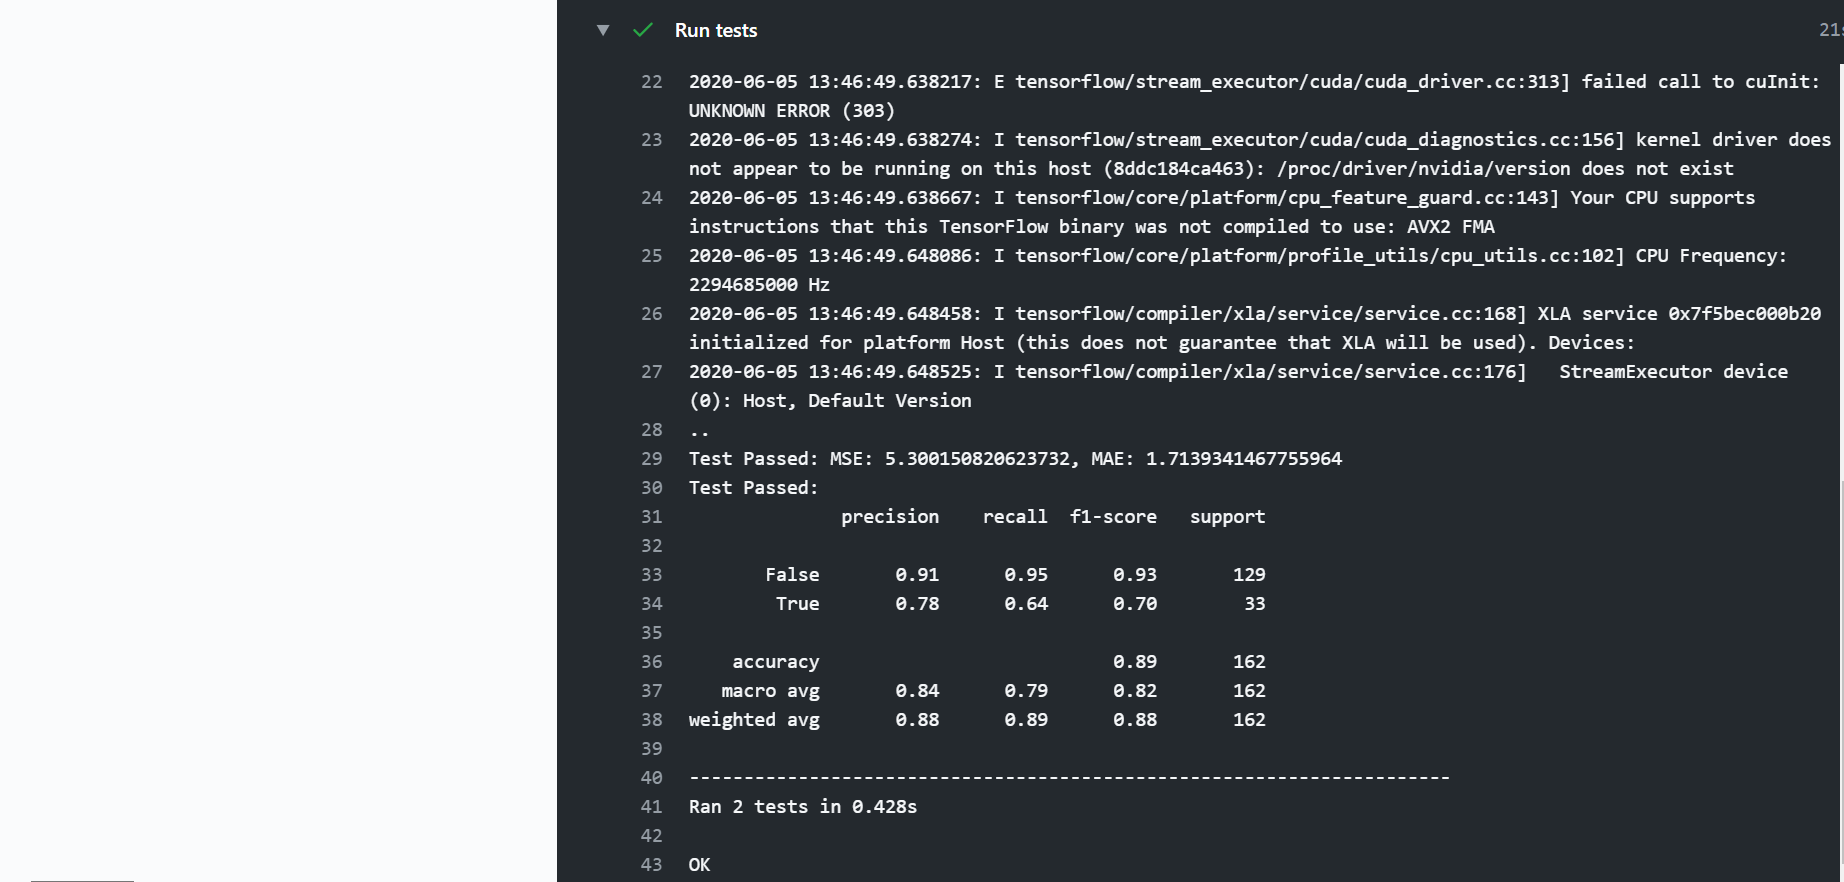 Run tests
21s
22 2020-06-05 13:46:49.638217: E tensorflow/stream_executor/cuda/cuda_driver.cc:313] failed call to cuInit:
UNKNOWN ERROR (303)
23 2020-06-05 13:46:49.638274: I tensorflow/stream_executor/cuda/cuda_diagnostics.cc:156] kernel driver does
not appear to be running on this host (8ddc184ca463): /proc/driver/nvidia/version does not exist
24 2020-06-05 13:46:49.638667: I tensorflow/core/platform/cpu_feature_guard.cc:143] Your CPU supports
instructions that this TensorFlow binary was not compiled to use: AVX2 FMA
25 2020-06-05 13:46:49.648086: I tensorflow/core/platform/profile_utils/cpu_utils.cc:102] CPU Frequency:
2294685000 Hz
26 2020-06-05 13:46:49.648458: I tensorflow/compiler/xla/service/service.cc:168] XLA service 0x7f5bec000b20
initialized for platform Host (this does not guarantee that XLA will be used). Devices:
27 2020-06-05 13:46:49.648525: I tensorflow/compiler/xla/service/service.cc:176]   StreamExecutor device
(0): Host, Default Version
28 ..
29 Test Passed: MSE: 5.300150820623732, MAE: 1.7139341467755964
30 Test Passed:
31 precision    recall  f1-score   support
32
33 False       0.91      0.95      0.93       129
34 True       0.78      0.64      0.70        33
35
36 accuracy                           0.89       162
37 macro avg       0.84      0.79      0.82       162
38 weighted avg       0.88      0.89      0.88       162
39
40 ----------------------------------------------------------------------
41 Ran 2 tests in 0.428s
42
43 OK